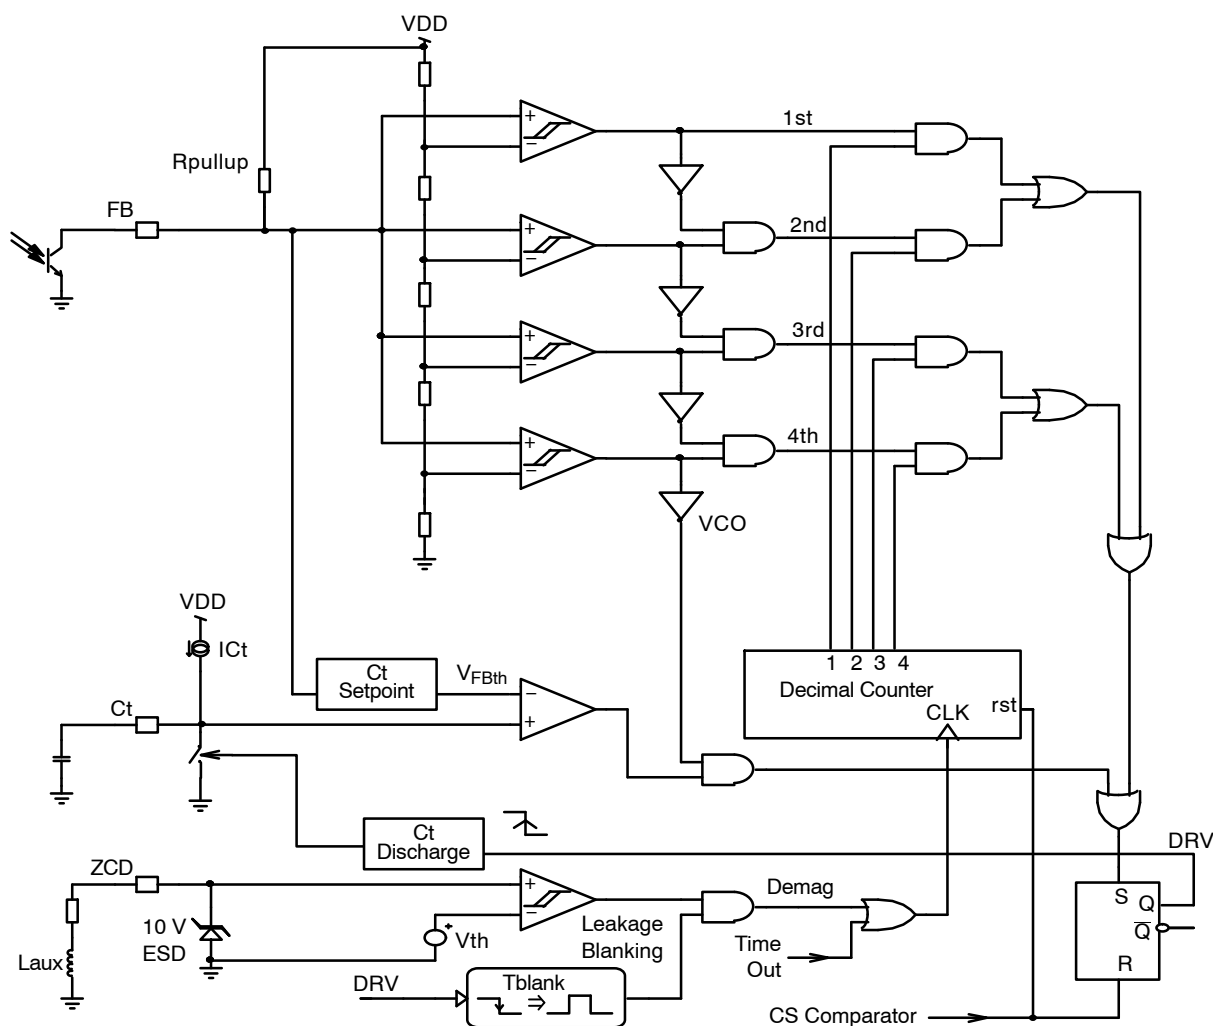 VDD
1st
Rpullup
FB
2nd
3rd
4th
VCO
VDD
ICt
1 2 3 4
Ct
Setpoint
VFBth
Decimal Counter
Ct
CLK
rst
Ct
Discharge
DRV
ZCD
Demag
S
Q
10 V
ESD
Vth
Leakage
Blanking
Q
Time
Out
Laux
R
DRV
Tblank
CS Comparator